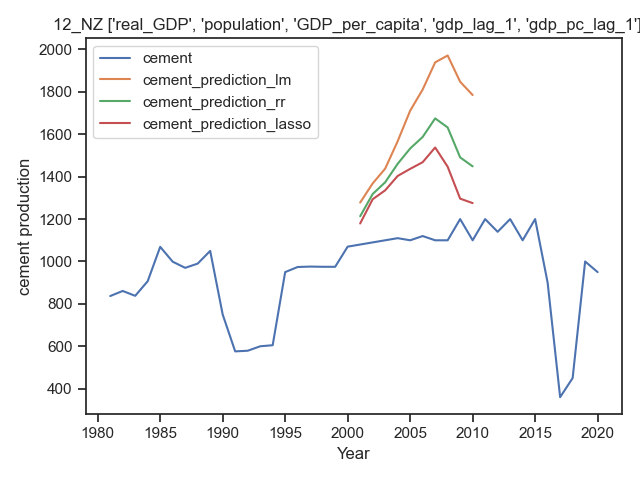 12_NZ ['real_GDP', 'population', 'GDP_per_capita', 'gdp_lag_1', 'gdp_pc_lag_1']
cement
cement_prediction_lm
cement_prediction_rr
cement_prediction_lasso
cement production
2000
1800
1600
1400
1200
1000
800
600
400
1980 1985 1990 1995 2000 2005 2010 2015 2020
Year